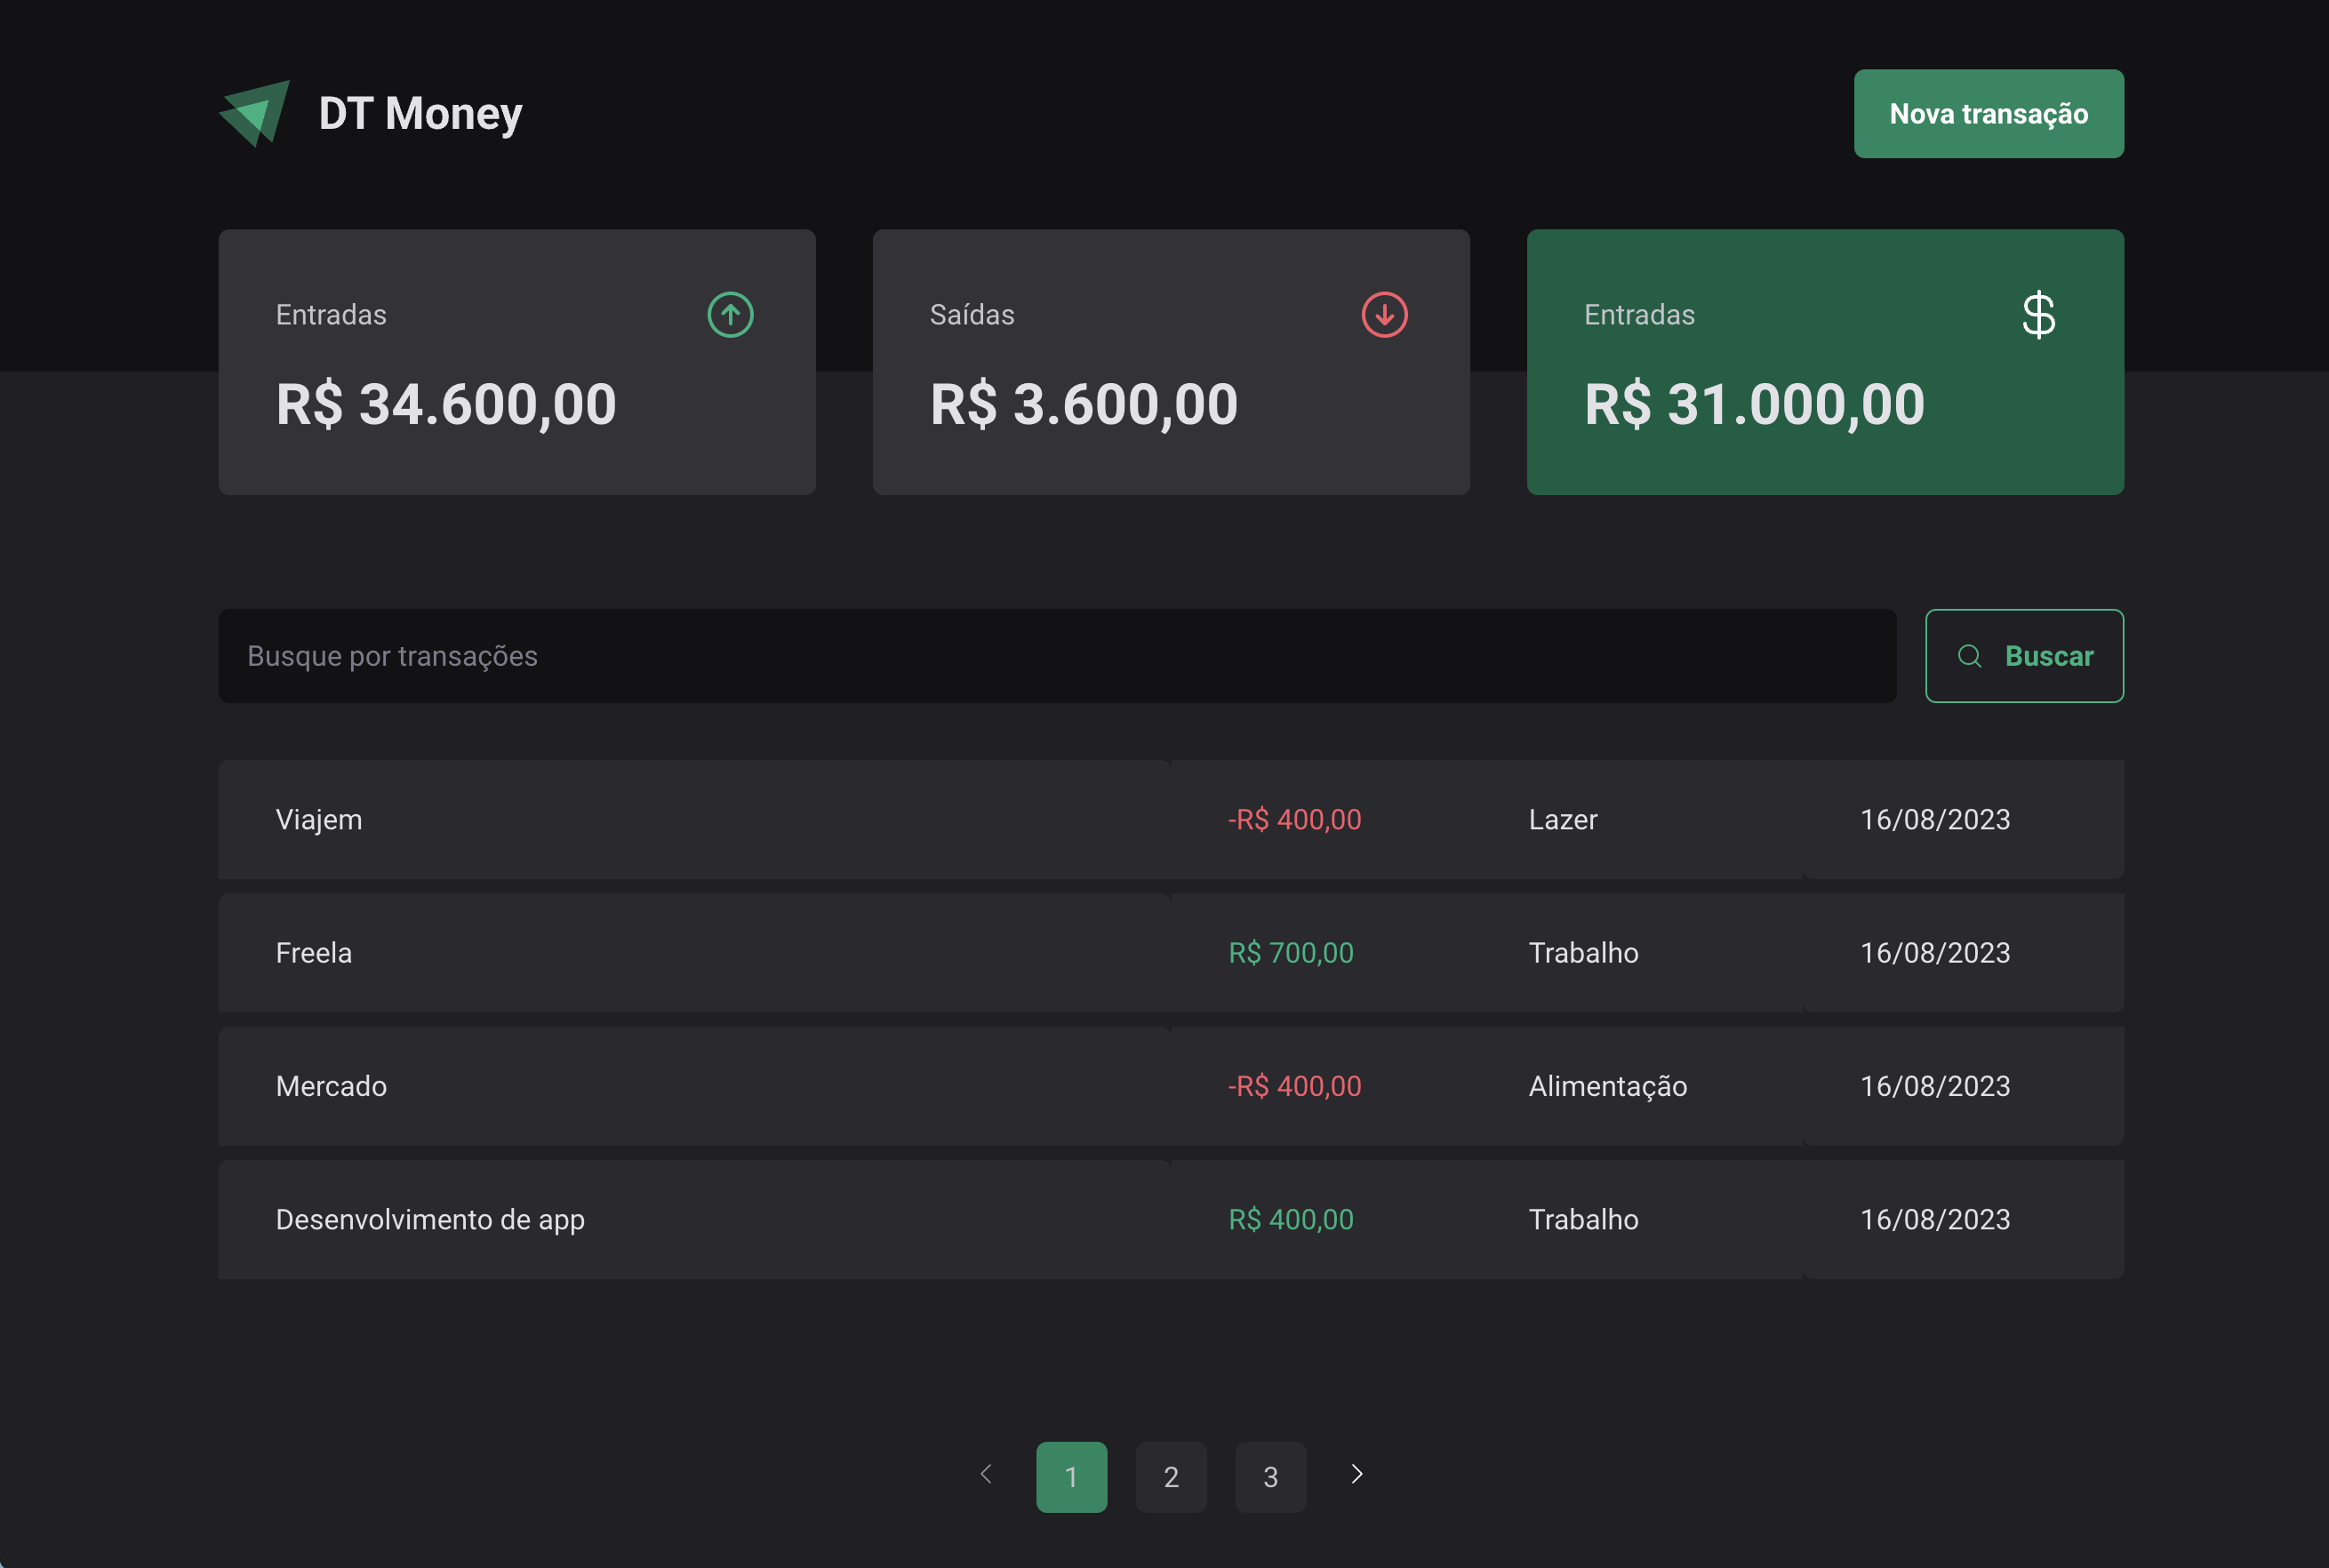 DT Money
Nova transação
Entradas
R$ 34.600,00
Saídas
R$ 3.600,00
Entradas
$
R$ 31.000,00
Busque por transações
Buscar
Viajem -R$ 400,00 Lazer 16/08/2023
Freela R$ 700,00 Trabalho 16/08/2023
Mercado -R$ 400,00 Alimentação 16/08/2023
Desenvolvimento de app R$ 400,00 Trabalho 16/08/2023
1 2 3